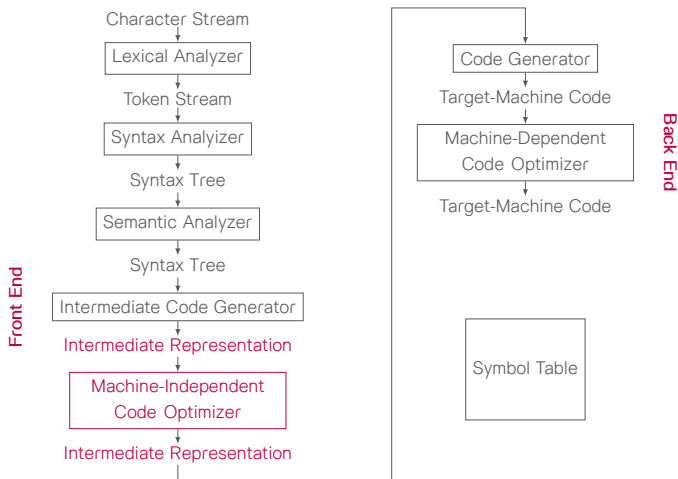 Character Stream
Lexical Analyzer
Token Stream
Syntax Analyizer
Syntax Tree
Semantic Analyzer
Syntax Tree
Intermediate Code Generator
Intermediate Representation
Machine-Independent
Code Optimizer
Intermediate Representation
Front End
Code Generator
Target-Machine Code
Machine-Dependent
Code Optimizer
Target-Machine Code
Back End
Symbol Table